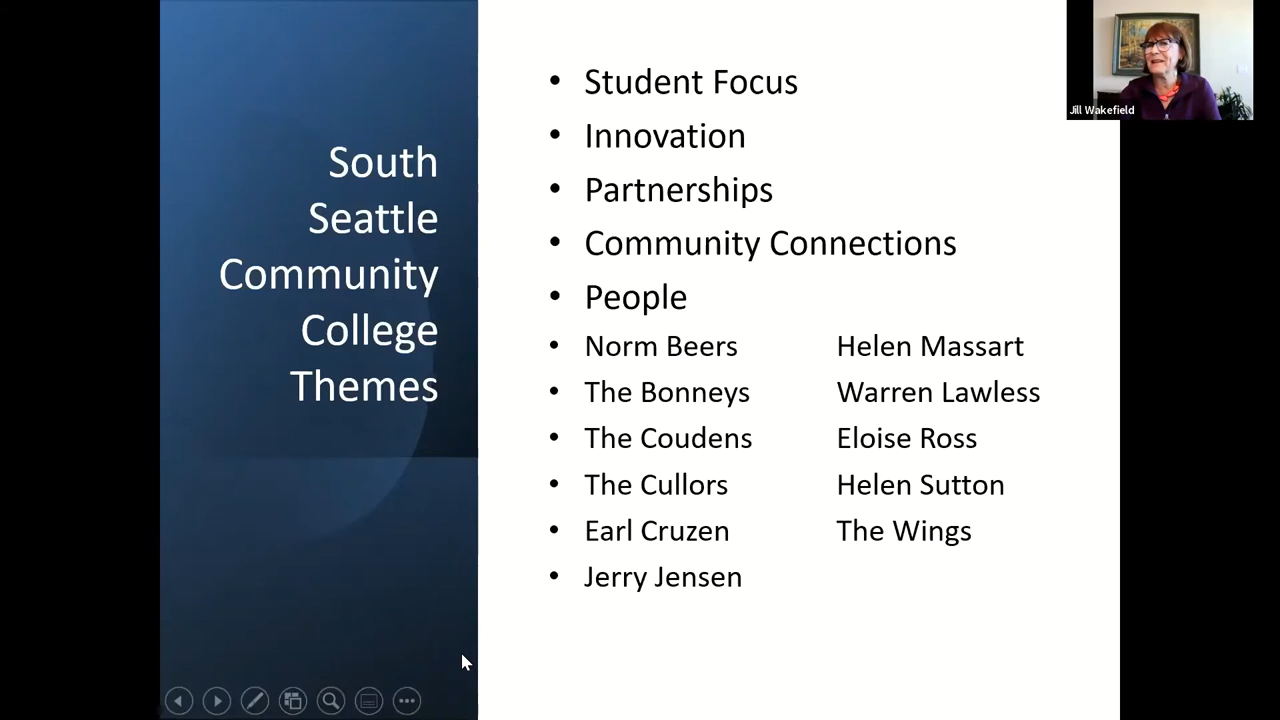 South
Seattle
Community
College
Themes
• Student Focus
• Innovation
• Partnerships
• Community Connections
• People
• Norm Beers Helen Massart
• The Bonneys Warren Lawless
• The Coudens Eloise Ross
• The Cullors Helen Sutton
• Earl Cruzen The Wings
• Jerry Jensen
Jill Wakefield